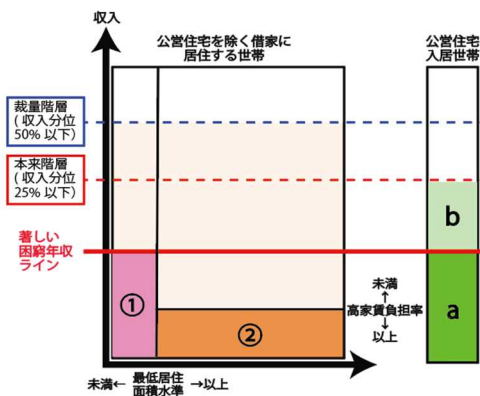 収入
公営住宅を除く借家に
居住する世帯
公営住宅
入居世帯
裁量階層
(収入分位
50%以下)
本来階層
(収入分位
25%以下)
著しい
困窮年収
ライン
b
a
①
②
未満
↑
高家賃負担率
↓
以上
未満← 最低居住 →以上
面積水準